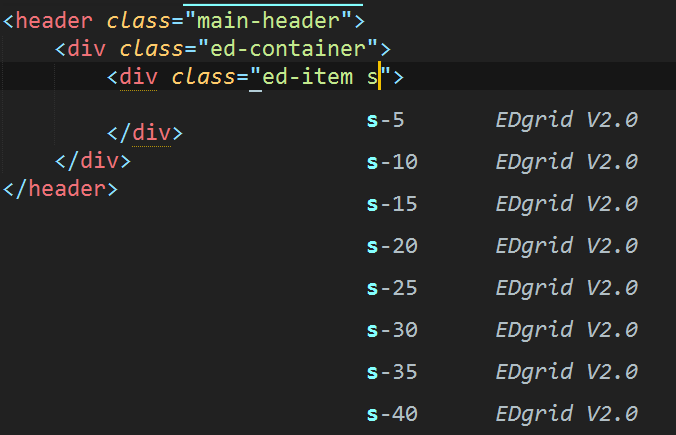 <header class="main-header">
<div class="ed-container">
<div class="ed-item s">
s-5 EDgrid V2.0
</div>
s-10 EDgrid V2.0
</div>
</header>
s-15 EDgrid V2.0
s-20 EDgrid V2.0
s-25 EDgrid V2.0
s-30 EDgrid V2.0
s-35 EDgrid V2.0
s-40 EDgrid V2.0